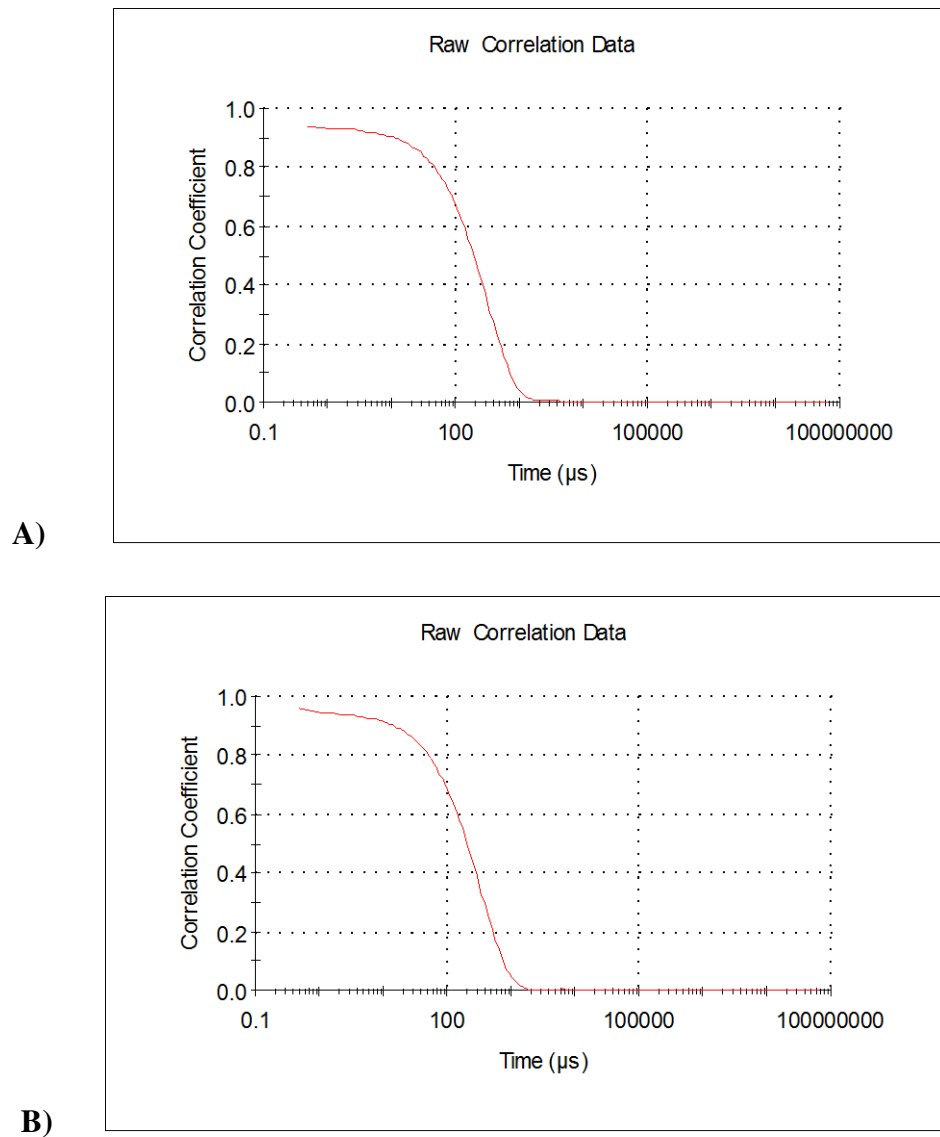 Raw Correlation Data
1.0
0.8
0.6
0.4
0.2
0.0
Correlation Coefficient
0.1 100 100000 100000000
Time (µs)
A)
Raw Correlation Data
1.0
0.8
0.6
0.4
0.2
0.0
Correlation Coefficient
0.1 100 100000 100000000
Time (µs)
B)